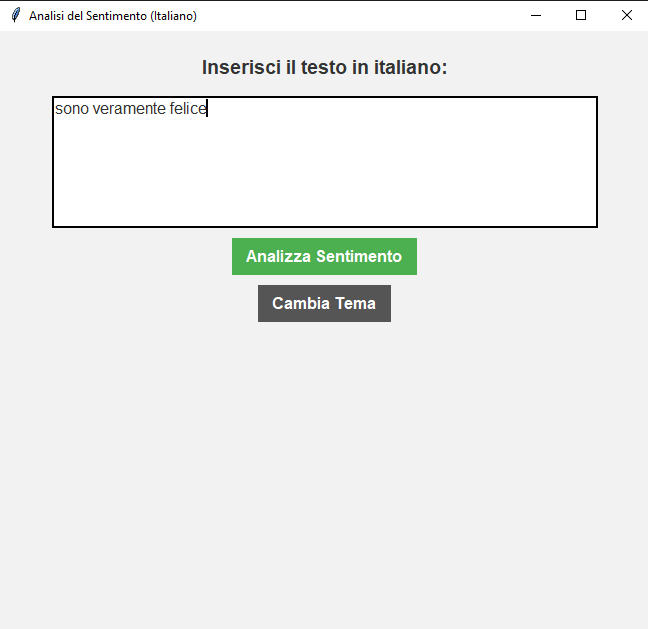 Analisi del Sentimento (Italiano)
Inserisci il testo in italiano:
sono veramente felice
Analizza Sentimento
Cambia Tema